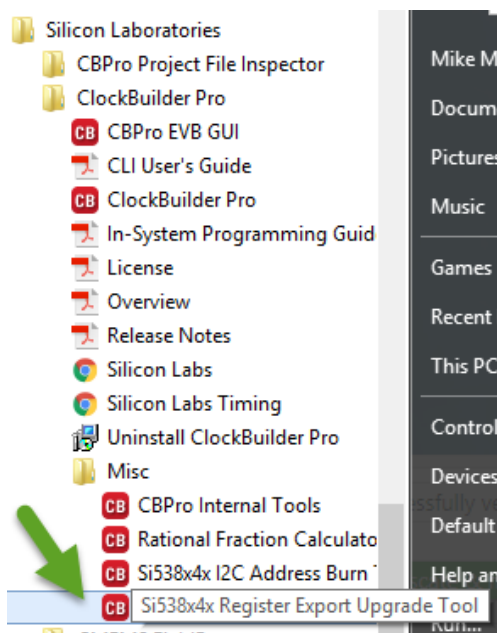 Silicon Laboratories
CBPro Project File Inspector
ClockBuilder Pro
CB CBPro EVB GUI
CLI User's Guide
CB ClockBuilder Pro
In-System Programming Guid
License
Overview
Release Notes
Silicon Labs
Silicon Labs Timing
Uninstall ClockBuilder Pro
Misc
CB CBPro Internal Tools
CB Rational Fraction Calculato
CB Si538x4x I2C Address Burn
CB Si538x4x Register Export Upgrade Tool
Mike M
Docum
Pictures
Music
Games
Recent
This PC
Control
Devices
Default
Help an
Run...